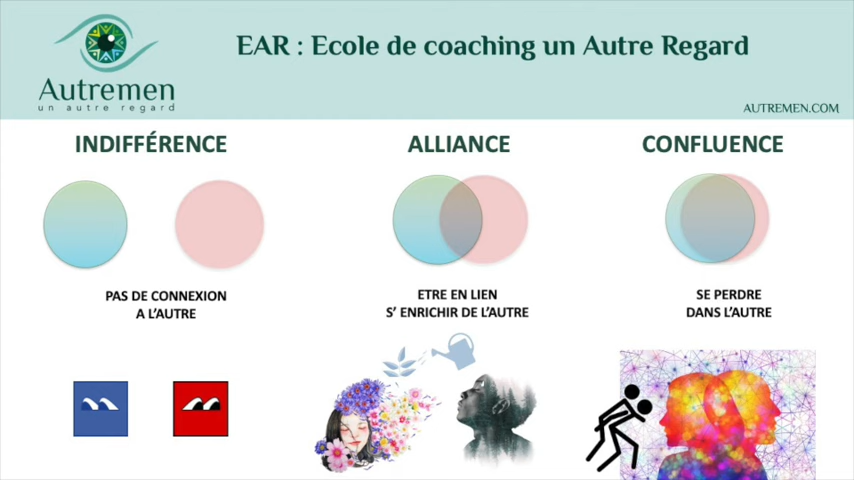 EAR : Ecole de coaching un Autre Regard
Autremen
un autre regard
AUTREMEN.COM
INDIFFÉRENCE
ALLIANCE
CONFLUENCE
PAS DE CONNEXION
A L'AUTRE
ETRE EN LIEN
S' ENRICHIR DE L'AUTRE
SE PERDRE
DANS L'AUTRE